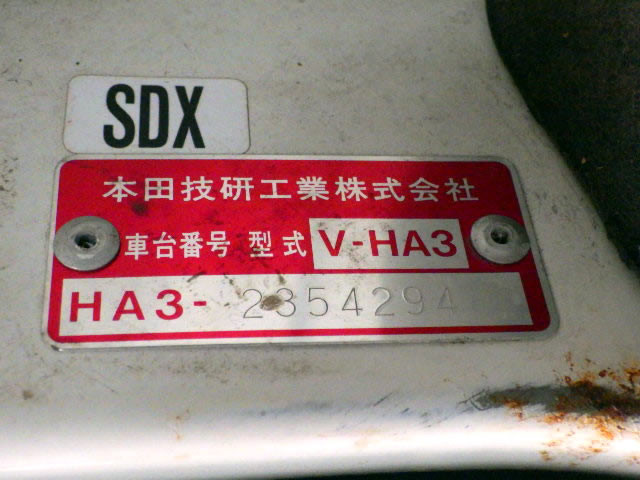 SDX
本田技研工業株式会社
車台番号 型式 V-HA3
HA3- 2354294